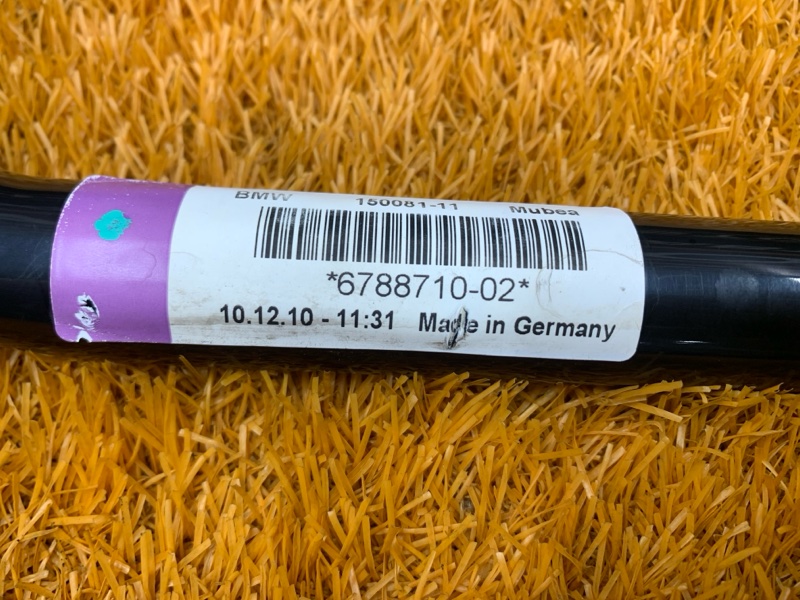 BMW 150081-11 Mubea
*6788710-02*
10.12.10 - 11:31 Made in Germany